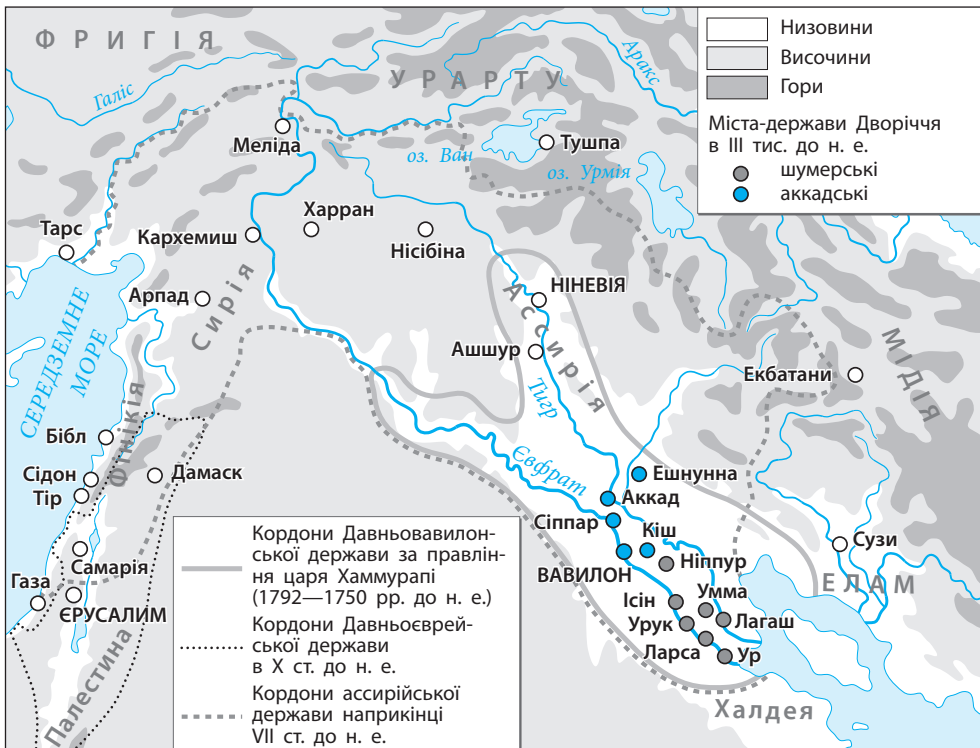 ФРИГІЯ
Галіс
УРАРТУ
Аракс
Меліда
оз. Ван
Тушпа
оз. Урмія
Низовини
Височини
Гори
Міста-держави Дворіччя
в III тис. до н. е.
шумерські
аккадські
Тарс
Кархемиш
Харран
Нісібіна
СЕРЕДЗЕМНЕ
МОРЕ
Арпад
Сирія
НІНЕВІЯ
Ассирія
Ашшур
Тигр
МІДІЯ
Екбатани
Бібл
Фінікія
Сідон
Тір
Дамаск
Євфрат
Ешнунна
Аккад
Сіппар
Кіш
Сузи
ВАВИЛОН
Ніппур
ЕЛАМ
Самарія
Газа
ЄРУСАЛИМ
Палестина
Ісін
Умма
Урук
Лагаш
Ларса
Ур
Халдея
Кордони Давньовавилон-
ської держави за правлін-
ня царя Хаммурапі
(1792—1750 рр. до н. е.)
Кордони Давньоєврей-
ської держави
в X ст. до н. е.
Кордони ассирійської
держави наприкінці
VII ст. до н. е.